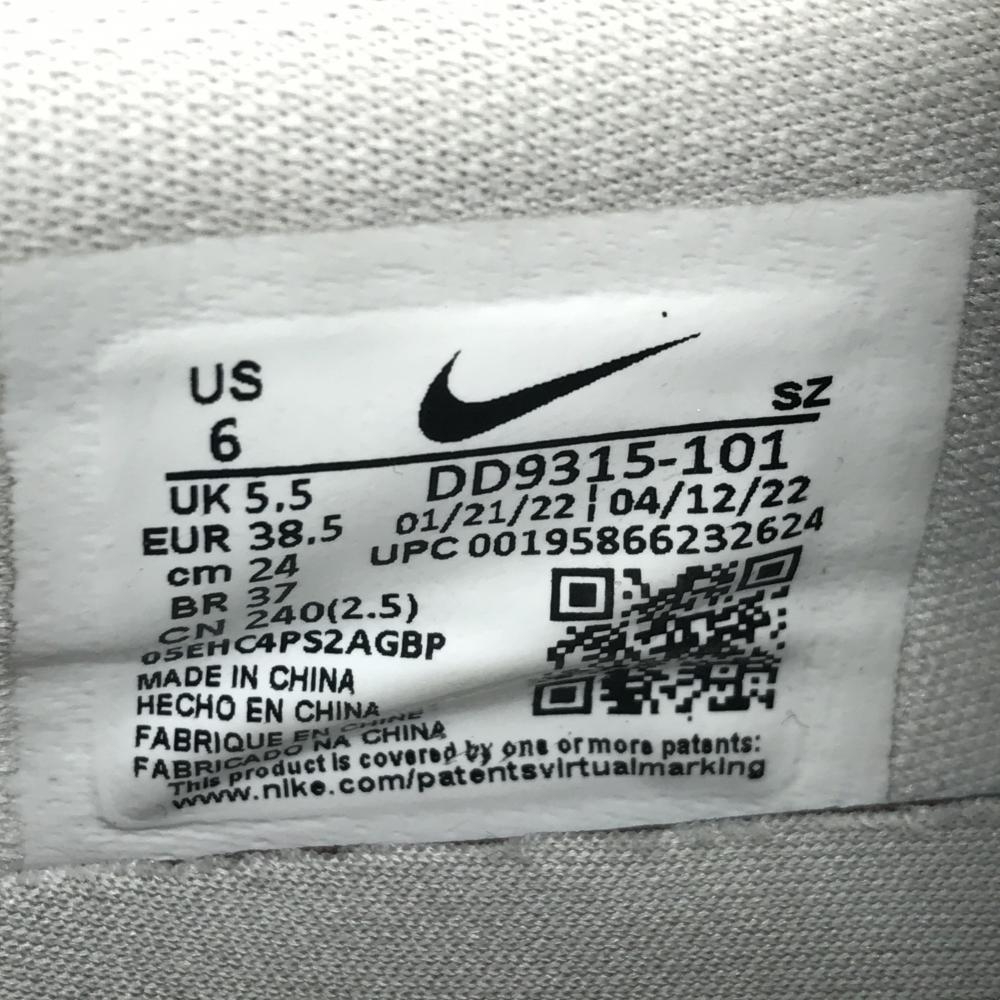 US
6
SZ
UK 5.5
EUR 38.5
cm 24
BR 37
CN 240(2.5)
DD9315-101
01/21/22 ¦ 04/12/22
UPC 00195866232624
05EHC4PS2AGBP
MADE IN CHINA
HECHO EN CHINA
FABRIQUE EN CHINE
FABRICADO NA CHINA
This product is covered by one or more patents:
www.nike.com/patentsvirtualmarking